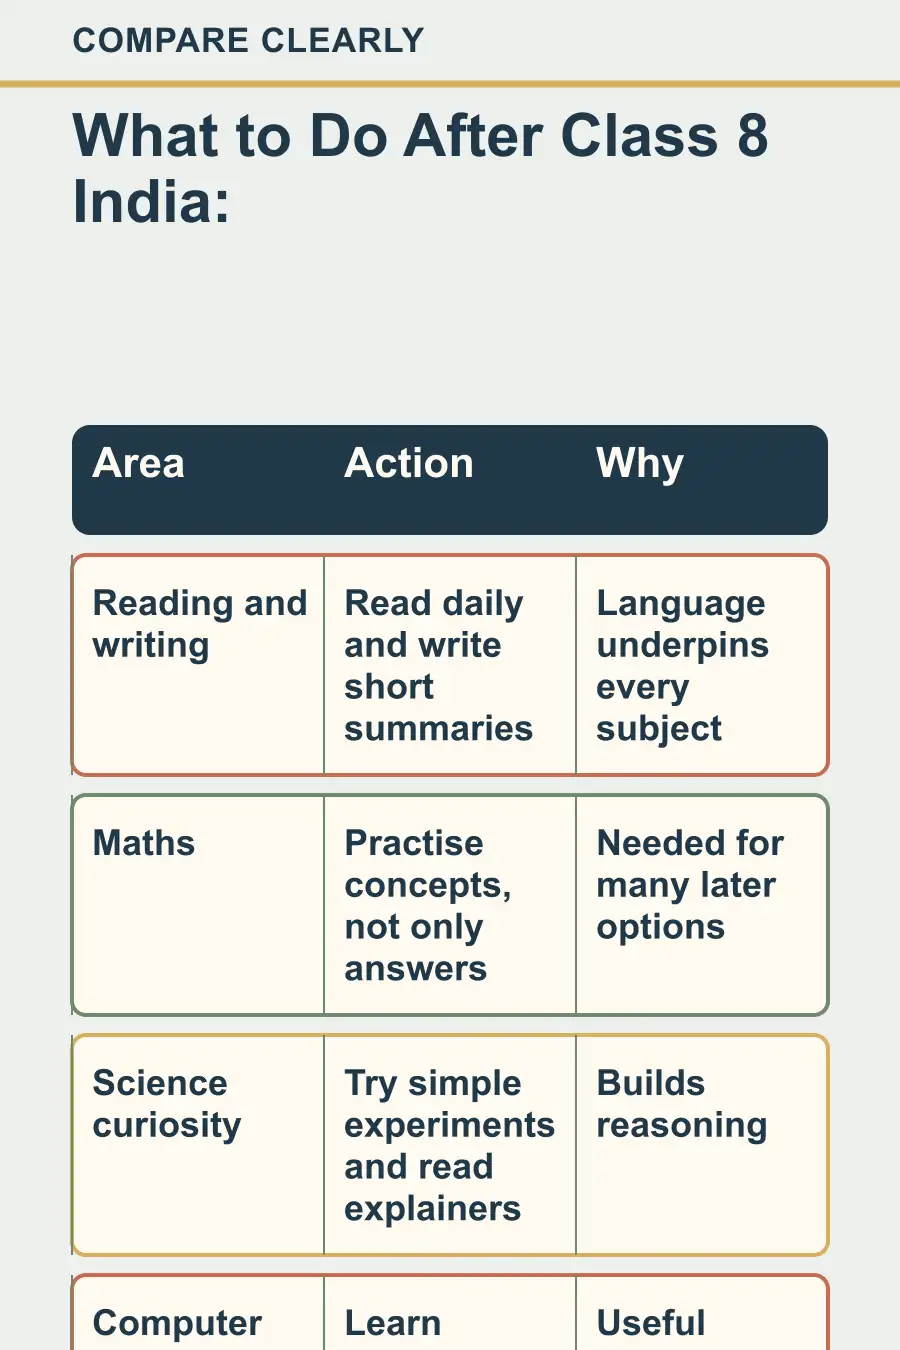 COMPARE CLEARLY
What to Do After Class 8
India:
Area Action Why
Reading and
writing
Read daily
and write
short
summaries
Language
underpins
every
subject
Maths
Practise
concepts,
not only
answers
Needed for
many later
options
Science
curiosity
Try simple
experiments
and read
explainers
Builds
reasoning
Computer
Learn
Useful